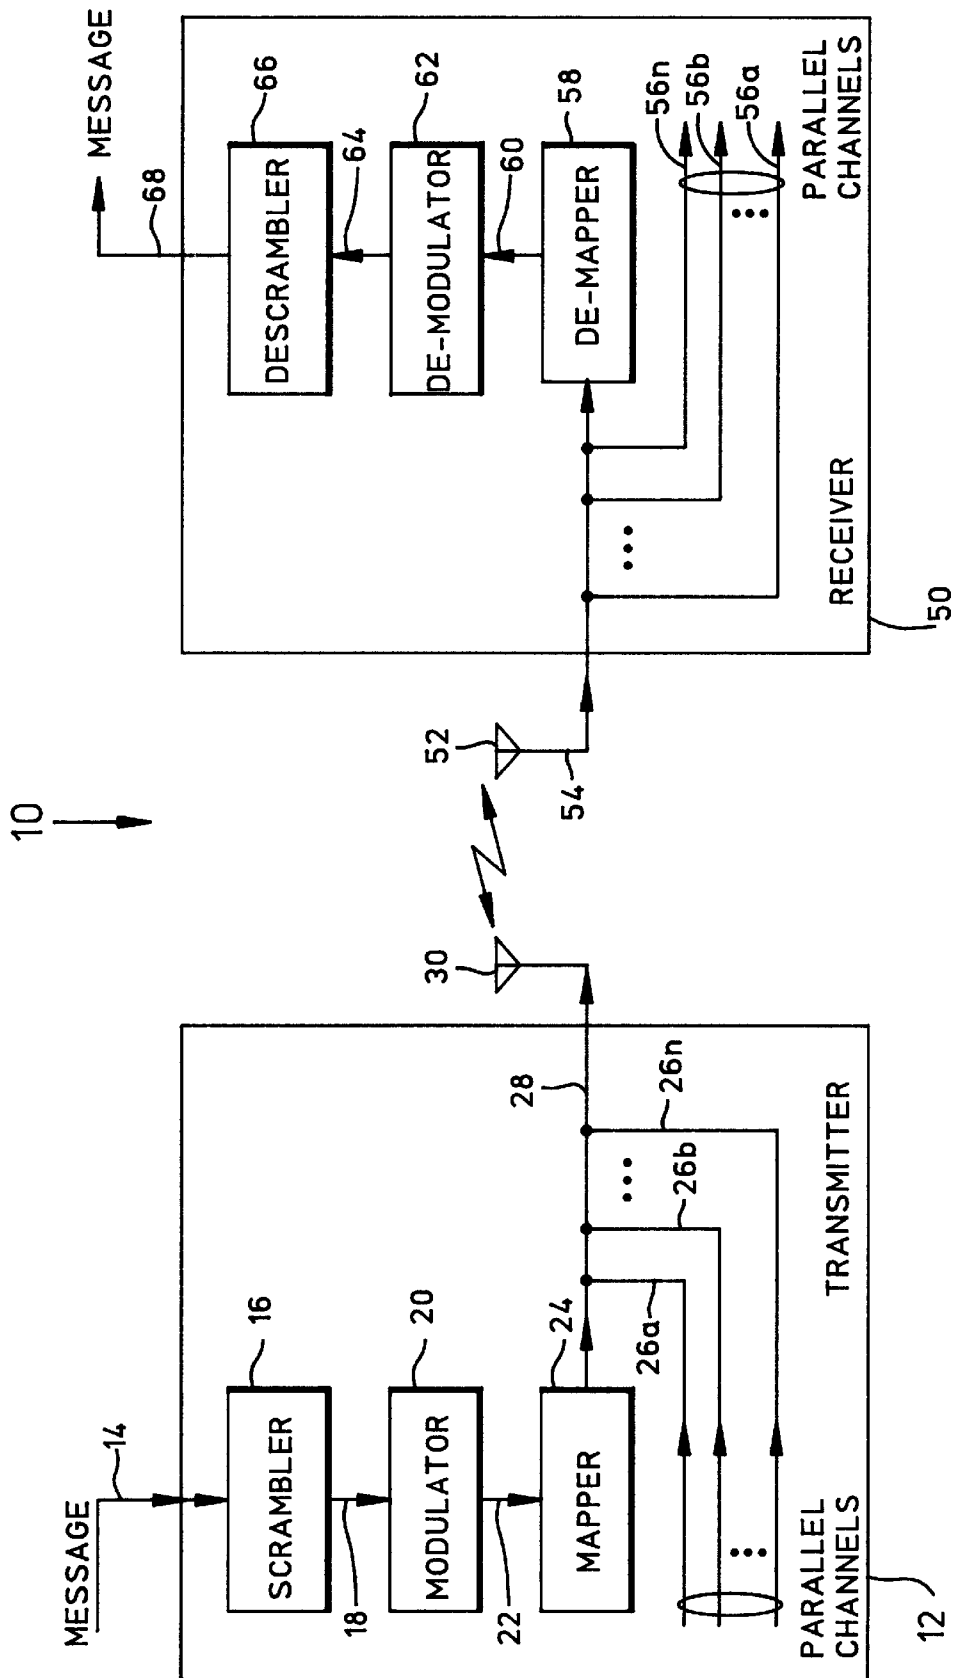 10
MESSAGE
14
SCRAMBLER
16
18
MODULATOR
20
22
MAPPER
24
26a
26b
26n
28
PARALLEL
CHANNELS
TRANSMITTER
12
30
52
54
MESSAGE
68
DESCRAMBLER
66
64
DE-MODULATOR
62
60
DE-MAPPER
58
56n
56b
56a
RECEIVER
PARALLEL
CHANNELS
50